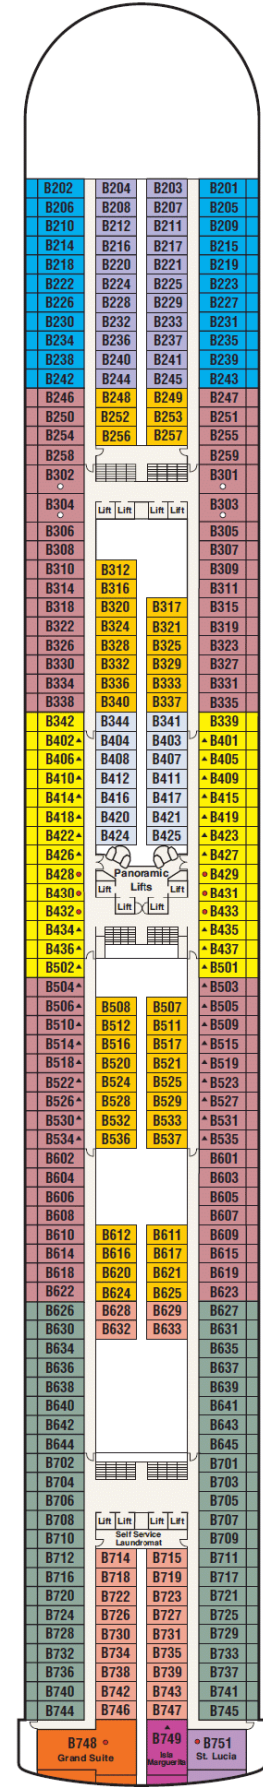 B202 B204 B203 B201
B206 B208 B207 B205
B210 B212 B211 B209
B214 B216 B217 B215
B218 B220 B221 B219
B222 B224 B225 B223
B226 B228 B229 B227
B230 B232 B233 B231
B234 B236 B237 B235
B238 B240 B241 B239
B242 B244 B245 B243
B246 B248 B249 B247
B250 B252 B253 B251
B254 B256 B257 B255
B258 B259
B302 B301
B304 Lift Lift Lift Lift B303
B306 B305
B308 B307
B310 B312 B309
B314 B316 B311
B318 B320 B317 B315
B322 B324 B321 B319
B326 B328 B325 B323
B330 B332 B329 B327
B334 B336 B333 B331
B338 B340 B337 B335
B342 B344 B341 B339
B402 B404 B403 B401
B406 B408 B407 B405
B410 B412 B411 B409
B414 B416 B417 B415
B418 B420 B421 B419
B422 B424 B425 B423
B426 B427
B428 Panoramic B429
B430 Lift Lifts Lift B431
B432 Lift Lift B433
B434 B435
B436 B437
B502 B501
B504 B503
B506 B508 B507 B505
B510 B512 B511 B509
B514 B516 B517 B515
B518 B520 B521 B519
B522 B524 B525 B523
B526 B528 B529 B527
B530 B532 B533 B531
B534 B536 B537 B535
B602 B601
B604 B603
B606 B605
B608 B607
B610 B612 B611 B609
B614 B616 B617 B615
B618 B620 B621 B619
B622 B624 B625 B623
B626 B628 B629 B627
B630 B632 B633 B631
B634 B635
B636 B637
B638 B639
B640 B641
B642 B643
B644 B645
B702 B701
B704 B703
B706 B705
B708 Lift Lift Lift Lift B707
B710 Self Service B709
Laundromat
B712 B714 B715 B711
B716 B718 B719 B717
B720 B722 B723 B721
B724 B726 B727 B725
B728 B730 B731 B729
B732 B734 B735 B733
B736 B738 B739 B737
B740 B742 B743 B741
B744 B746 B747 B745
B748 B749 B751
Grand Suite Isla Marguerita St. Lucia